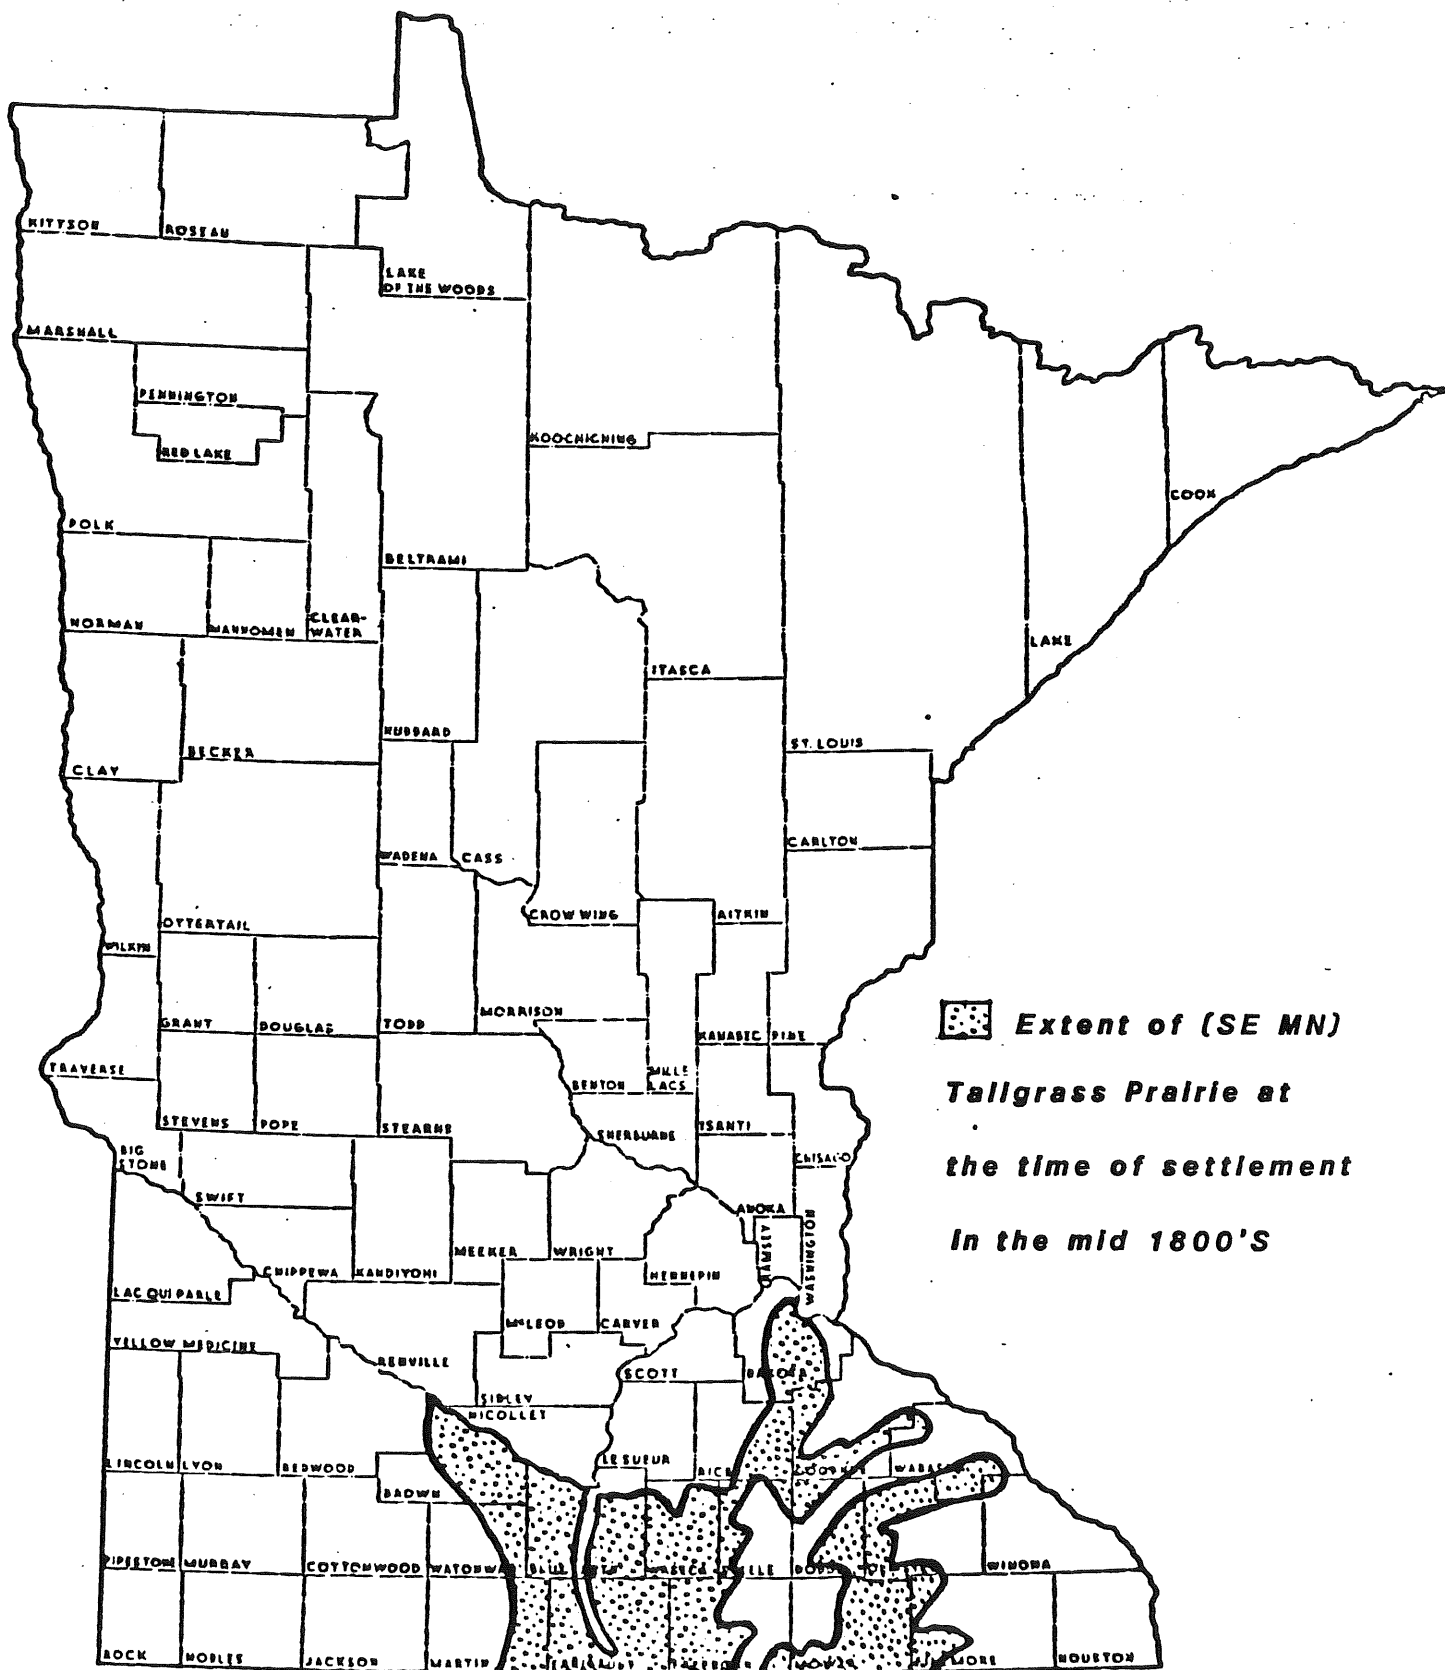 KITTSON
ROSEAU
LAKE
OF THE WOODS
MARSHALL
PENNINGTON
RED LAKE
KOOCHICHING
COOK
POLK
BELTRAMI
CLEAR-
WATER
NORMAN
MAHNOMEN
LAKE
ITASCA
HUBBARD
ST. LOUIS
BECKER
CLAY
CARLTON
WADENA
CASS
CROW WING
AITKIN
OTTERTAIL
WILKIN
MORRISON
GRANT
DOUGLAS
TODD
KANABEC
PINE
Extent of (SE MN)
Tallgrass Prairie at
the time of settlement
In the mid 1800'S
TRAVERSE
MILLE
LACS
BENTON
STEVENS
POPE
STEARNS
SHERBURNE
ISANTI
CHISAGO
BIG
STONE
SWIFT
ANOKA
RAMSEY
WASHINGTON
MEEKER
WRIGHT
CHIPPEWA
KANDIYOHI
HENNEPIN
LAC QUI PARLE
McLEOD
CARVER
YELLOW MEDICINE
RENVILLE
SCOTT
DAKOTA
SIBLEY
NICOLLET
LE SUEUR
RICE
LINCOLN
LYON
REDWOOD
BROWN
PIPESTONE
MURRAY
COTTONWOOD
WATONWAN
WASECA
WINONA
ROCK
NOBLES
JACKSON
MARTIN
HOUSTON